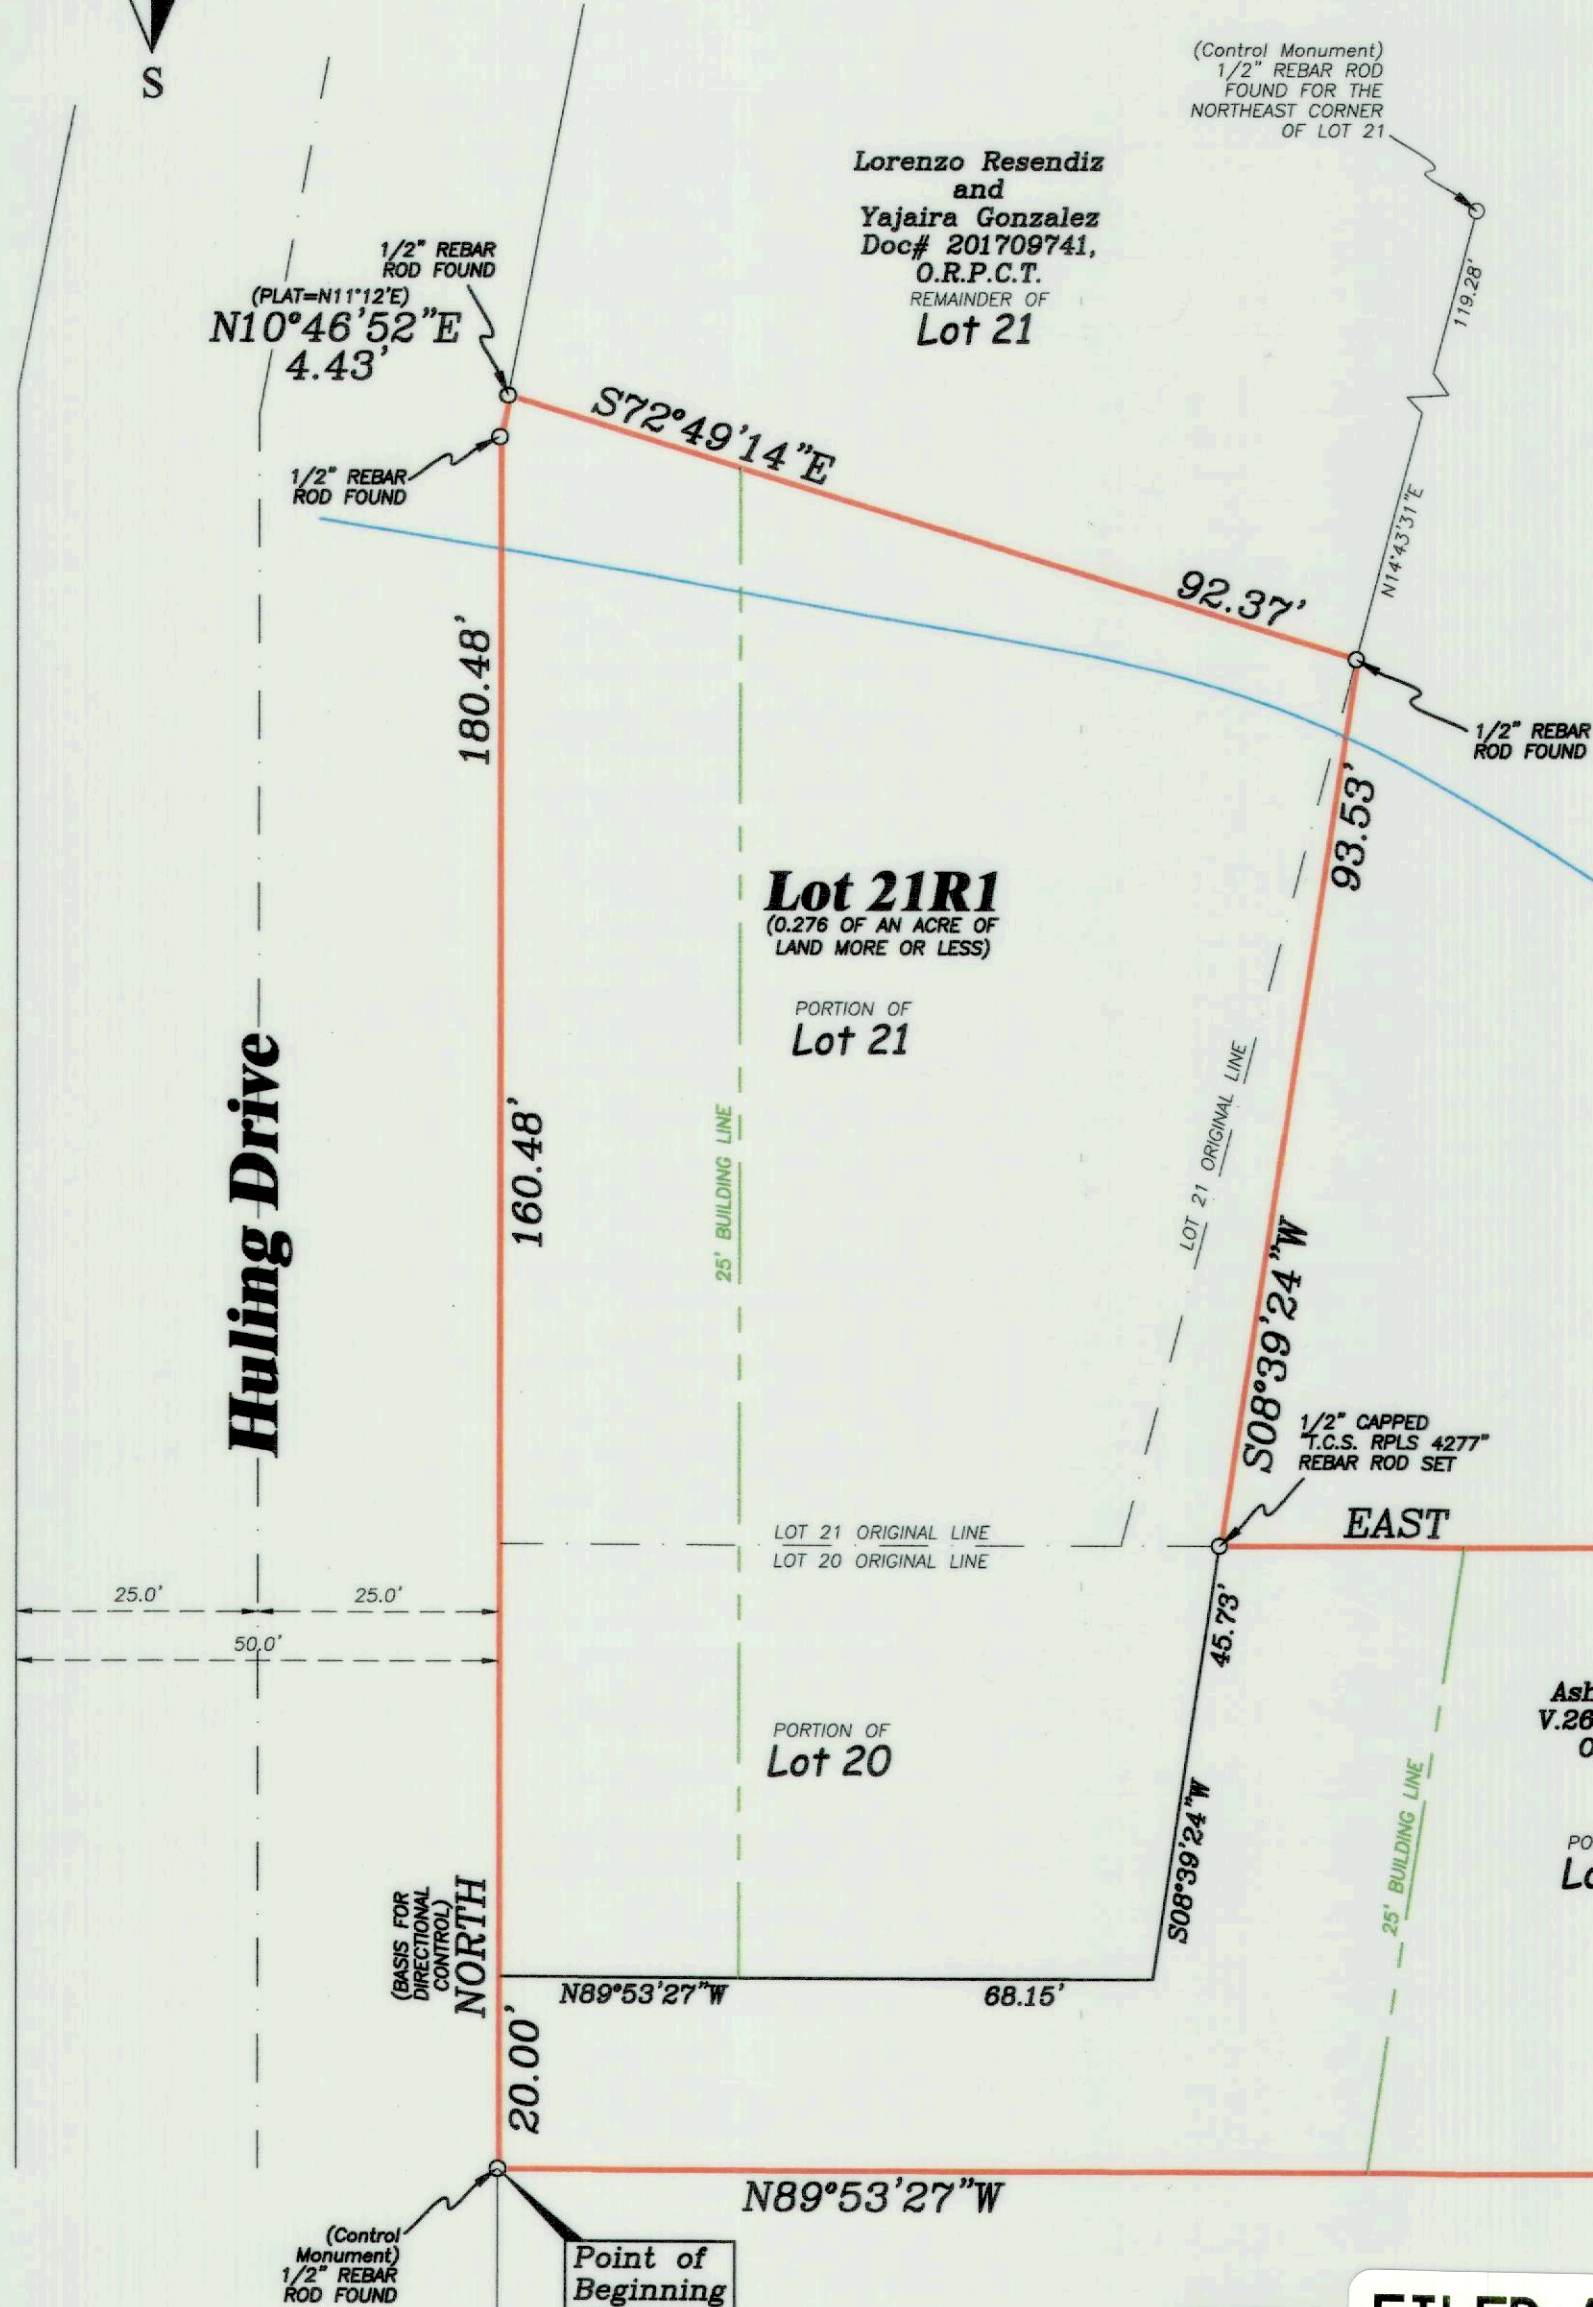 S
(Control Monument)
1/2" REBAR ROD
FOUND FOR THE
NORTHEAST CORNER
OF LOT 21
Lorenzo Resendiz
and
Yajaira Gonzalez
Doc# 201709741,
O.R.P.C.T.
REMAINDER OF
Lot 21
119.28'
N14°43'31"E
1/2" REBAR
ROD FOUND
(PLAT=N11°12'E)
N10°46'52"E
4.43'
1/2" REBAR
ROD FOUND
S72°49'14"E
92.37'
1/2" REBAR
ROD FOUND
180.48'
93.53'
Lot 21R1
(0.276 OF AN ACRE OF
LAND MORE OR LESS)
PORTION OF
Lot 21
Huling Drive
160.48'
25' BUILDING LINE
LOT 21 ORIGINAL LINE
S08°39'24"W
1/2" CAPPED
"T.C.S. RPLS 4277"
REBAR ROD SET
EAST
LOT 21 ORIGINAL LINE
LOT 20 ORIGINAL LINE
25.0'
25.0'
50.0'
45.73'
S08°39'24"W
PORTION OF
Lot 20
V.26
25' BUILDING LINE
(BASIS FOR
DIRECTIONAL
CONTROL)
NORTH
N89°53'27"W
68.15'
20.00'
N89°53'27"W
(Control
Monument)
1/2" REBAR
ROD FOUND
Point of
Beginning